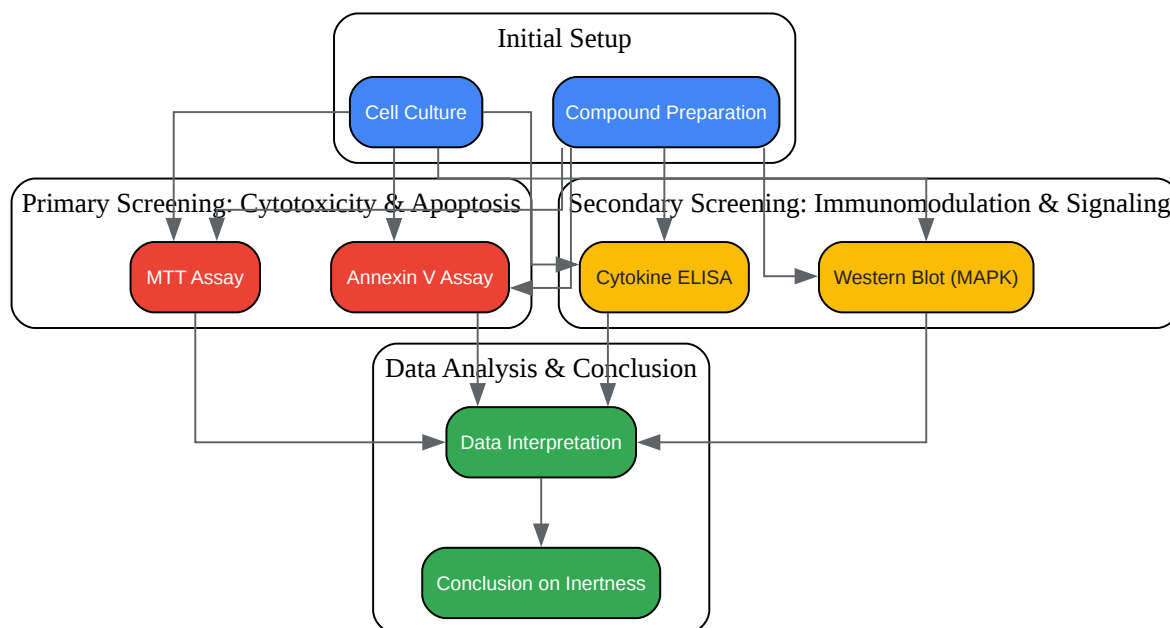 Initial Setup
Cell Culture
Compound Preparation
Primary Screening: Cytotoxicity & Apoptosis
Secondary Screening: Immunomodulation & Signaling
MTT Assay
Annexin V Assay
Cytokine ELISA
Western Blot (MAPK)
Data Analysis & Conclusion
Data Interpretation
Conclusion on Inertness